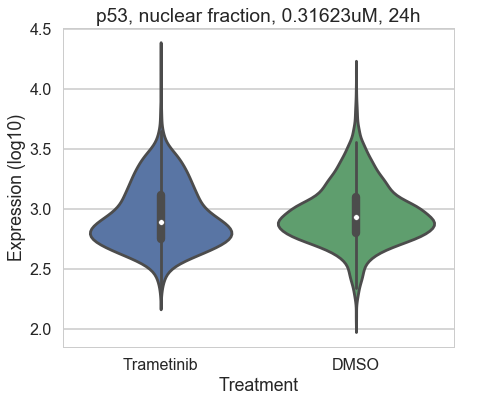 p53, nuclear fraction, 0.31623uM, 24h
4.5
4.0
3.5
3.0
2.5
2.0
Expression (log10)
Trametinib DMSO
Treatment